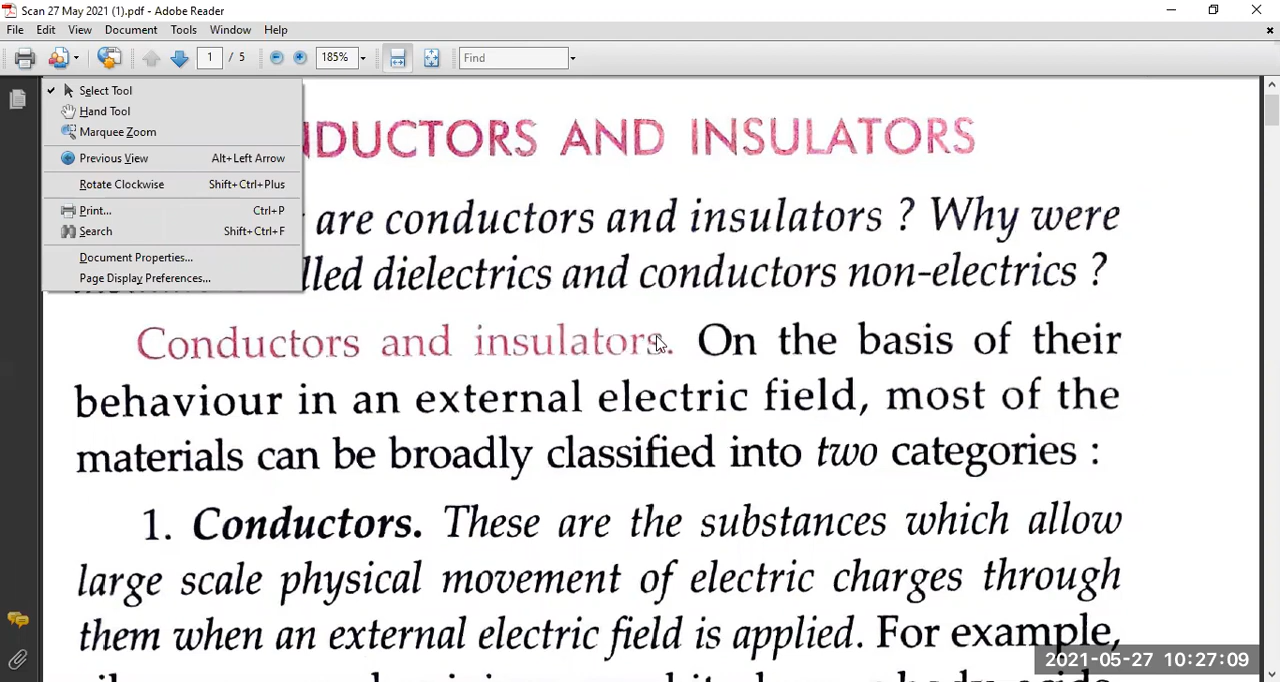 Scan 27 May 2021 (1).pdf - Adobe Reader
File Edit View Document Tools Window Help
1 / 5 185% Find
Select Tool
Hand Tool
Marquee Zoom
Previous View Alt+Left Arrow
Rotate Clockwise Shift+Ctrl+Plus
Print... Ctrl+P
Search Shift+Ctrl+F
Document Properties...
Page Display Preferences...
NDUCTORS AND INSULATORS
are conductors and insulators ? Why were
lled dielectrics and conductors non-electrics ?
Conductors and insulators. On the basis of their
behaviour in an external electric field, most of the
materials can be broadly classified into two categories :
1. Conductors. These are the substances which allow
large scale physical movement of electric charges through
them when an external electric field is applied. For example,
2021-05-27 10:27:09